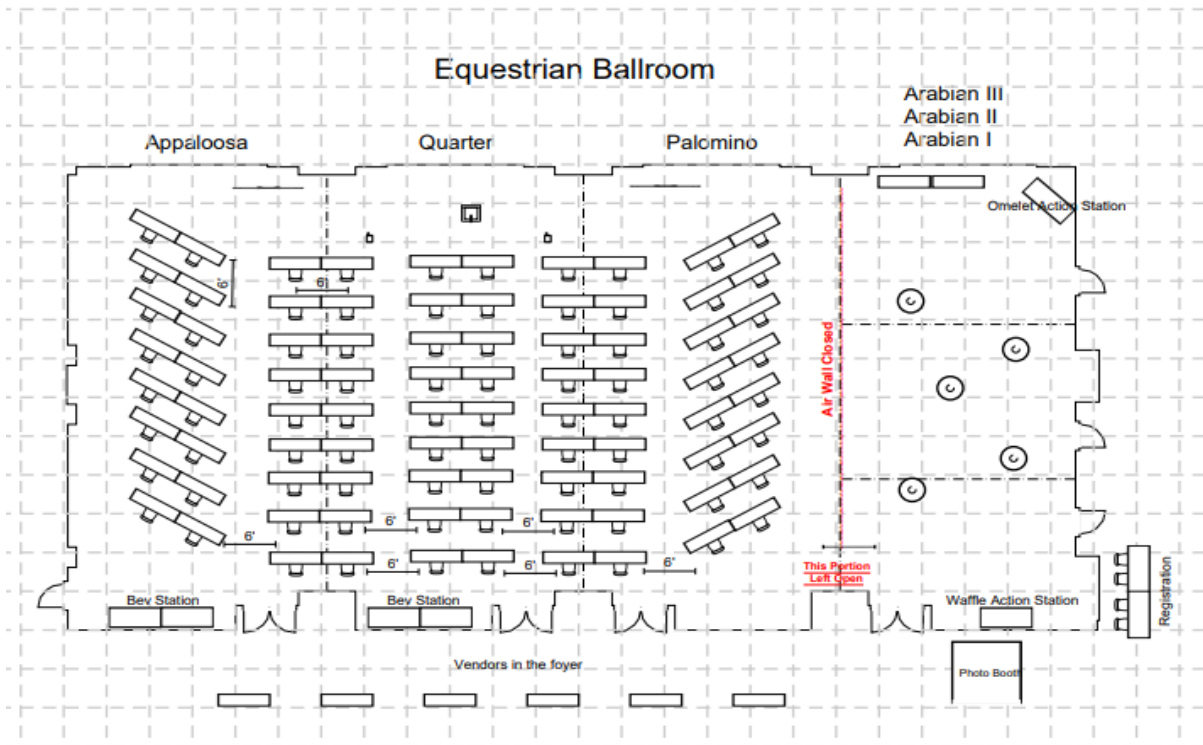 Equestrian Ballroom
Arabian III
Arabian II
Arabian I
Appaloosa
Quarter
Palomino
Omelet Action Station
6'
6'
C
C
C
C
C
Air Wall Closed
6'
6'
6'
6'
6'
6'
This Portion
Left Open
Bev Station
Bev Station
Waffle Action Station
Registration
Vendors in the foyer
Photo Booth